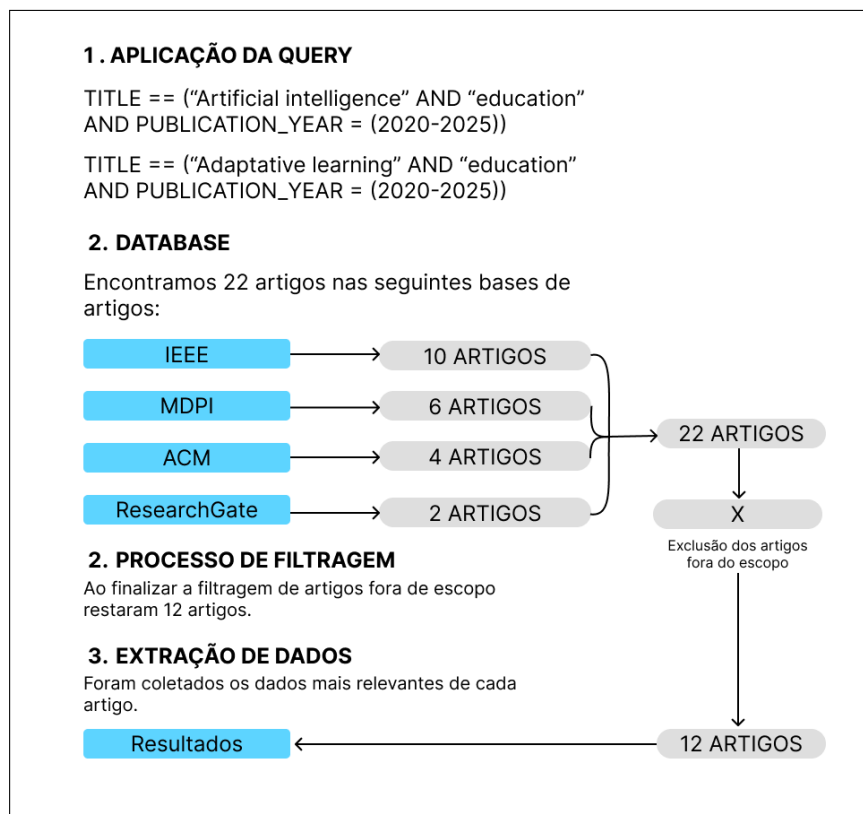 1 . APLICAÇÃO DA QUERY
TITLE == (“Artificial intelligence” AND “education”
AND PUBLICATION_YEAR = (2020-2025))
TITLE == (“Adaptative learning” AND “education”
AND PUBLICATION_YEAR = (2020-2025))
2. DATABASE
Encontramos 22 artigos nas seguintes bases de
artigos:
IEEE
10 ARTIGOS
MDPI
6 ARTIGOS
ACM
4 ARTIGOS
ResearchGate
2 ARTIGOS
22 ARTIGOS
X
Exclusão dos artigos
fora do escopo
2. PROCESSO DE FILTRAGEM
Ao finalizar a filtragem de artigos fora de escopo
restaram 12 artigos.
3. EXTRAÇÃO DE DADOS
Foram coletados os dados mais relevantes de cada
artigo.
Resultados
12 ARTIGOS